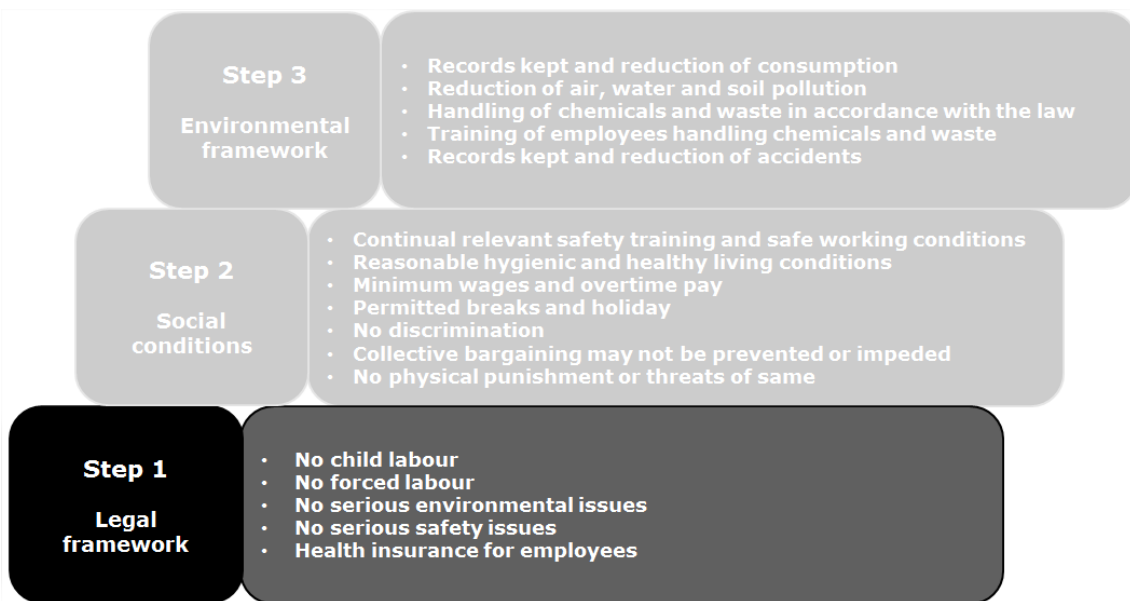 Step 3
Environmental
framework
• Records kept and reduction of consumption
• Reduction of air, water and soil pollution
• Handling of chemicals and waste in accordance with the law
• Training of employees handling chemicals and waste
• Records kept and reduction of accidents
Step 2
Social
conditions
• Continual relevant safety training and safe working conditions
• Reasonable hygienic and healthy living conditions
• Minimum wages and overtime pay
• Permitted breaks and holiday
• No discrimination
• Collective bargaining may not be prevented or impeded
• No physical punishment or threats of same
Step 1
Legal
framework
• No child labour
• No forced labour
• No serious environmental issues
• No serious safety issues
• Health insurance for employees